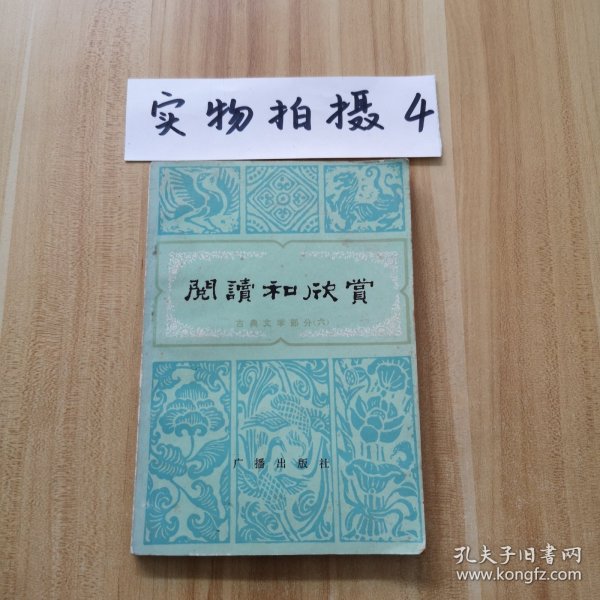 实物拍摄 4
閱讀和欣賞
古典文学部分(六)
广播出版社
孔夫子旧书网
www.kongfz.com